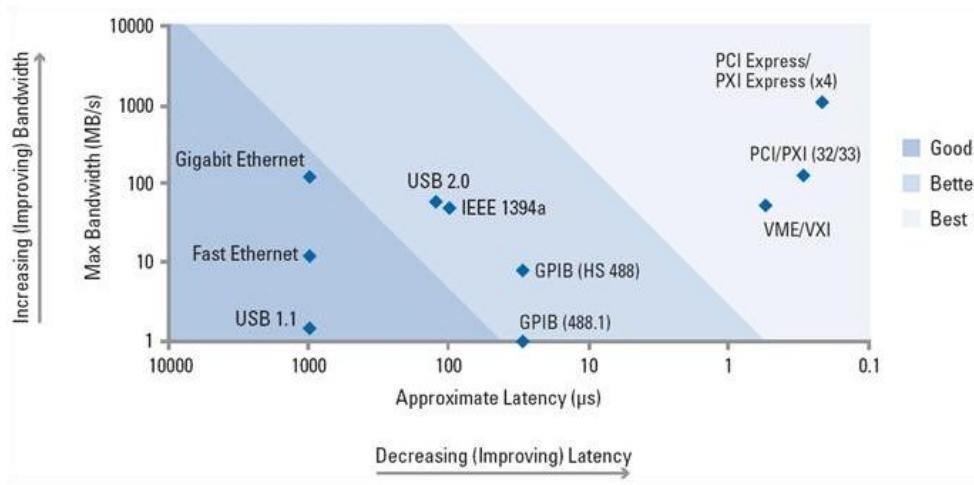 Increasing (Improving) Bandwidth
Max Bandwidth (MB/s)
10000
1000
100
10
1
PCI Express/
PXI Express (x4)
PCI/PXI (32/33)
VME/VXI
Gigabit Ethernet
USB 2.0
IEEE 1394a
Fast Ethernet
GPIB (HS 488)
USB 1.1
GPIB (488.1)
Good
Bette
Best
10000
1000
100
10
1
0.1
Approximate Latency (µs)
Decreasing (Improving) Latency